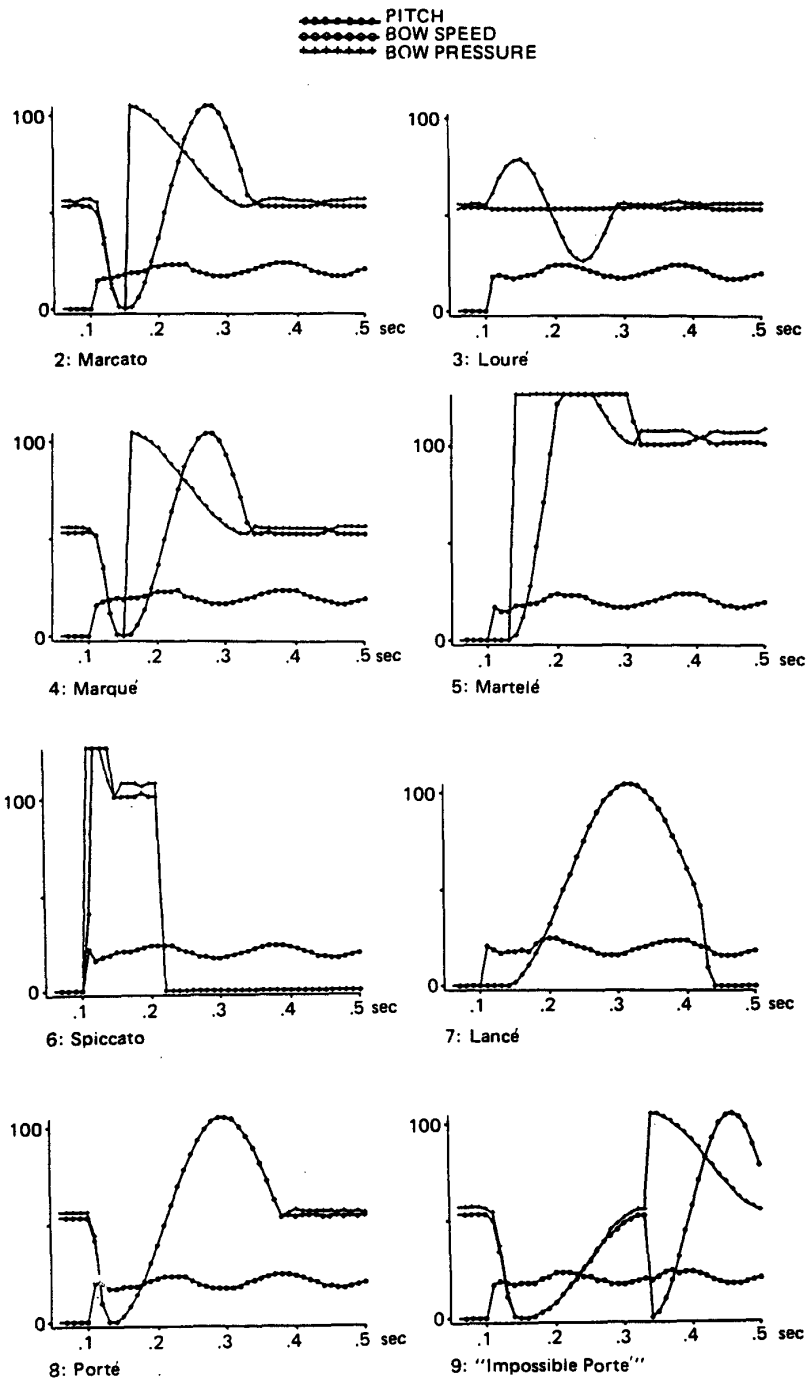 PITCH
BOW SPEED
BOW PRESSURE
100
0
.1 .2 .3 .4 .5 sec
2: Marcato
100
0
.1 .2 .3 .4 .5 sec
3: Louré
100
0
.1 .2 .3 .4 .5 sec
4: Marqué
100
0
.1 .2 .3 .4 .5 sec
5: Martelé
100
0
.1 .2 .3 .4 .5 sec
6: Spiccato
100
0
.1 .2 .3 .4 .5 sec
7: Lancé
100
0
.1 .2 .3 .4 .5 sec
8: Porté
100
0
.1 .2 .3 .4 .5 sec
9: "Impossible Porté"